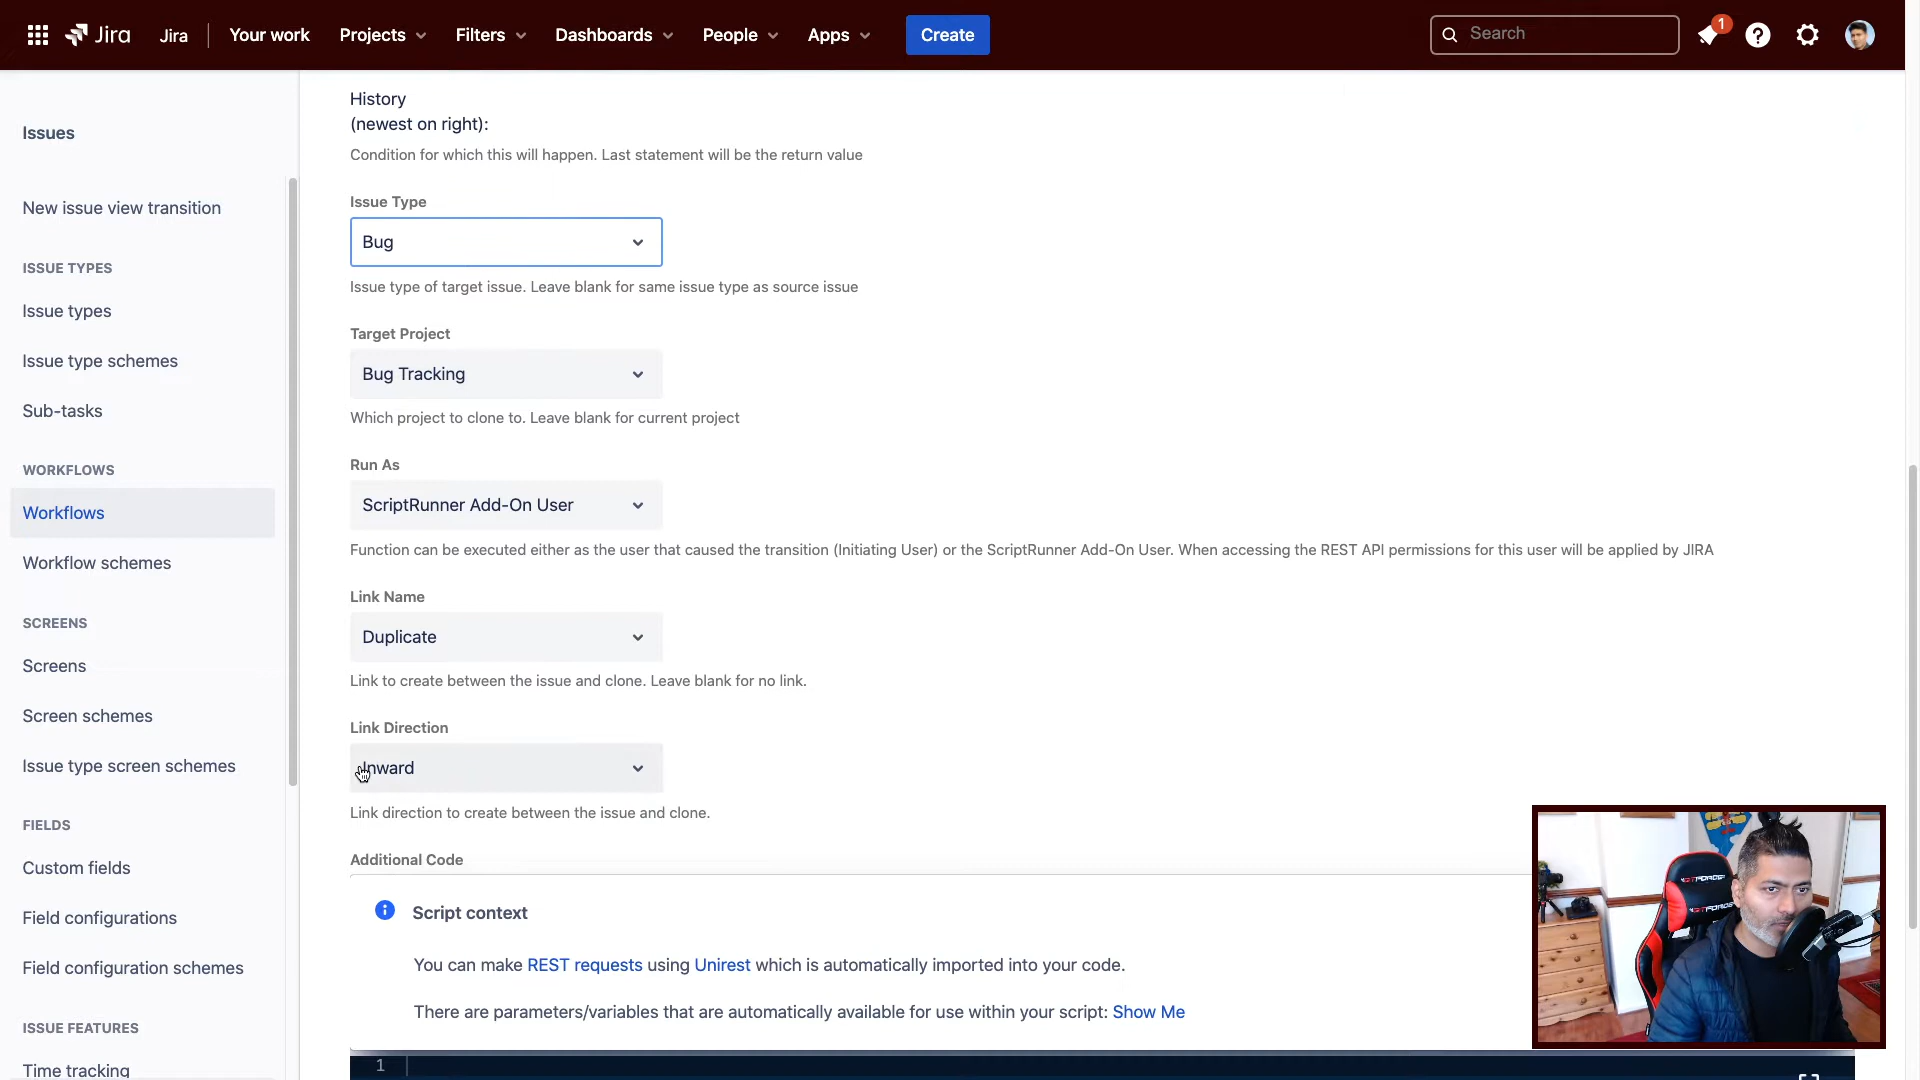 Jira
Jira
Your work
Projects
Filters
Dashboards
People
Apps
Create
Search
1
Issues
New issue view transition
ISSUE TYPES
Issue types
Issue type schemes
Sub-tasks
WORKFLOWS
Workflows
Workflow schemes
SCREENS
Screens
Screen schemes
Issue type screen schemes
FIELDS
Custom fields
Field configurations
Field configuration schemes
ISSUE FEATURES
Time tracking
History
(newest on right):
Condition for which this will happen. Last statement will be the return value
Issue Type
Bug
Issue type of target issue. Leave blank for same issue type as source issue
Target Project
Bug Tracking
Which project to clone to. Leave blank for current project
Run As
ScriptRunner Add-On User
Function can be executed either as the user that caused the transition (Initiating User) or the ScriptRunner Add-On User. When accessing the REST API permissions for this user will be applied by JIRA
Link Name
Duplicate
Link to create between the issue and clone. Leave blank for no link.
Link Direction
Inward
Link direction to create between the issue and clone.
Additional Code
Script context
You can make REST requests using Unirest which is automatically imported into your code.
There are parameters/variables that are automatically available for use within your script: Show Me
1